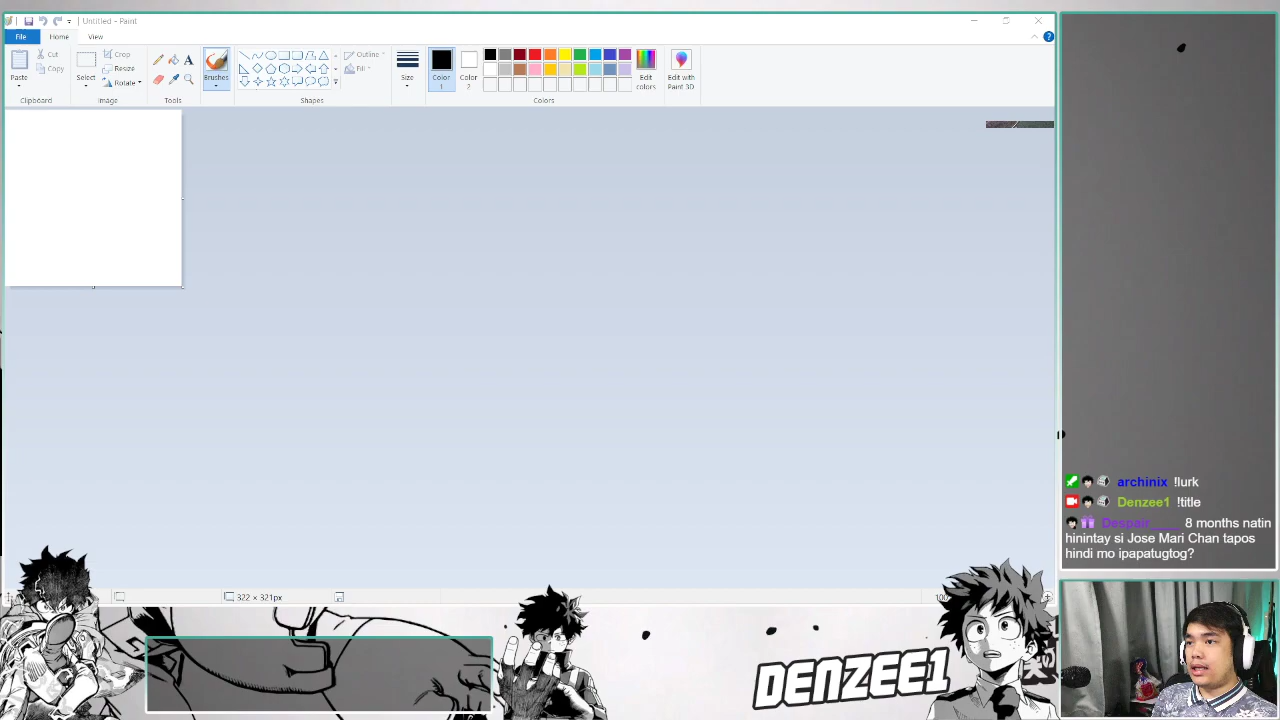 Untitled - Paint
File
Home
View
Paste
Cut
Copy
Clipboard
Select
Crop
Resize
Rotate
Image
A
Tools
Brushes
Outline
Fill
Shapes
Size
Color
1
Color
2
Edit
colors
Edit with
Paint 3D
Colors
archinix !lurk
Denzee1 !title
Despair____ 8 months natin
hinintay si Jose Mari Chan tapos
hindi mo ipapatugtog?
322 × 321px
100
DENZEE1